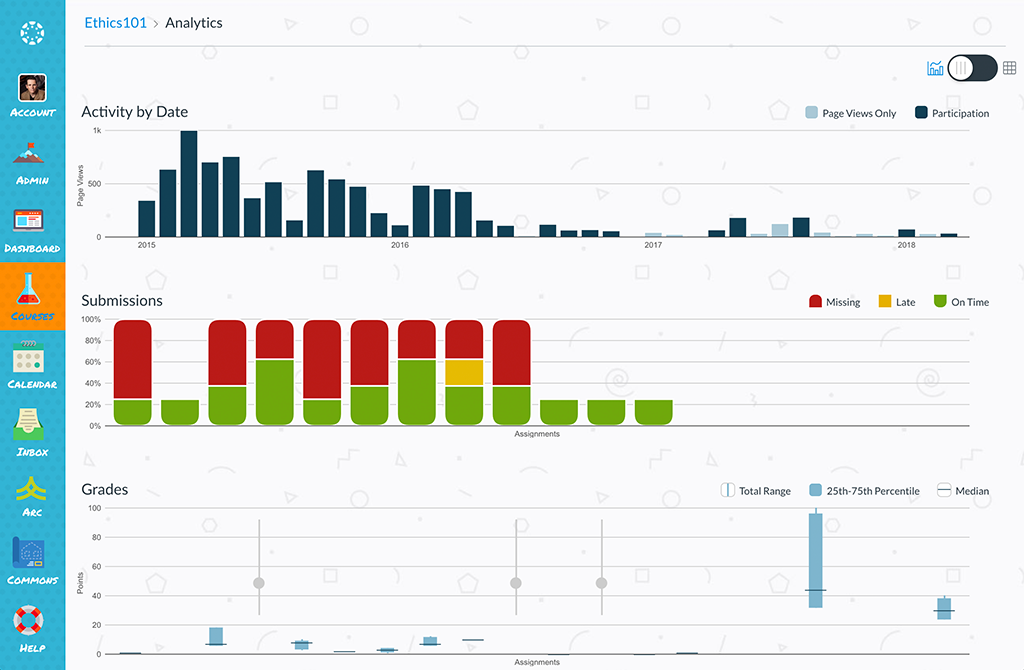 Ethics101 > Analytics
Account
Admin
Dashboard
Courses
Calendar
Inbox
Arc
Commons
Help
Activity by Date
Page Views Only
Participation
Page Views
1k
500
0
2015
2016
2017
2018
Submissions
Missing
Late
On Time
100%
80%
60%
40%
20%
0%
Assignments
Grades
Total Range
25th-75th Percentile
Median
Points
100
80
60
40
20
0
Assignments